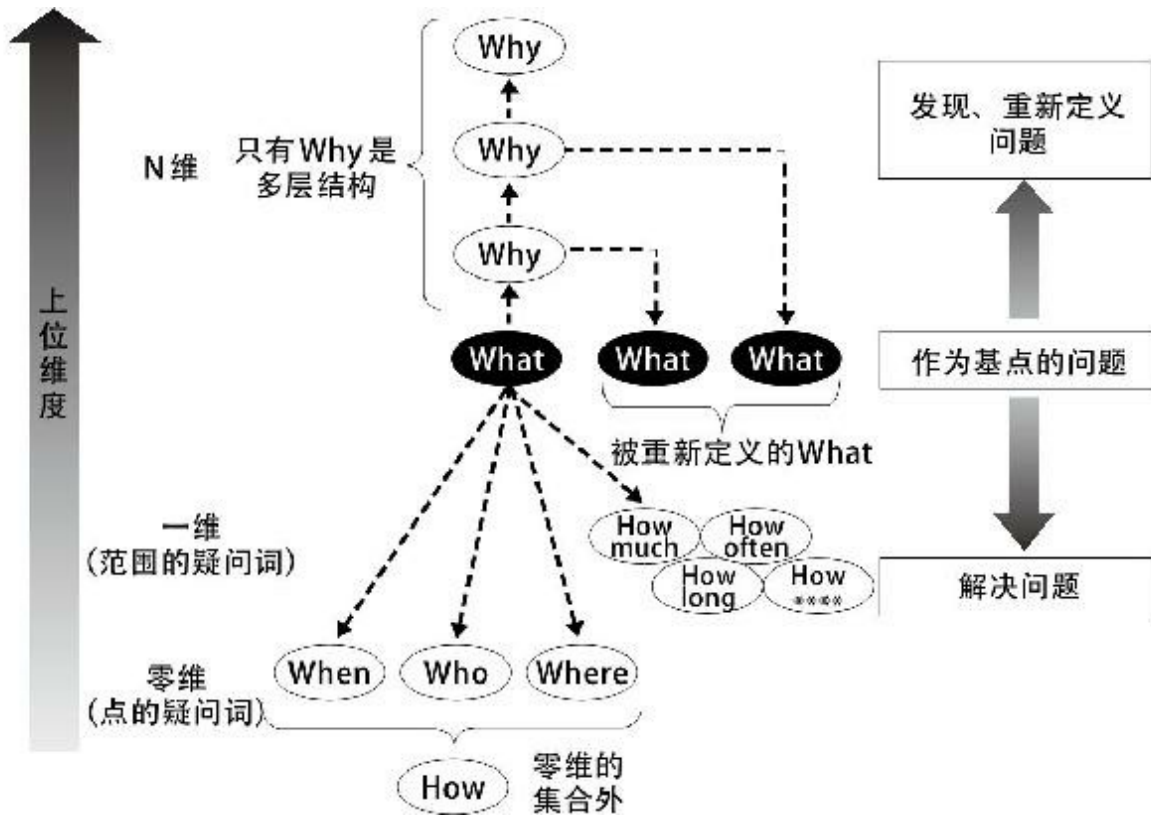 Why
发现、重新定义
问题
N维
只有Why是
多层结构
Why
Why
上位维度
What
What
What
作为基点的问题
被重新定义的What
一维
(范围的疑问词)
How
much
How
often
How
long
How
****
解决问题
零维
(点的疑问词)
When
Who
Where
How
零维的
集合外